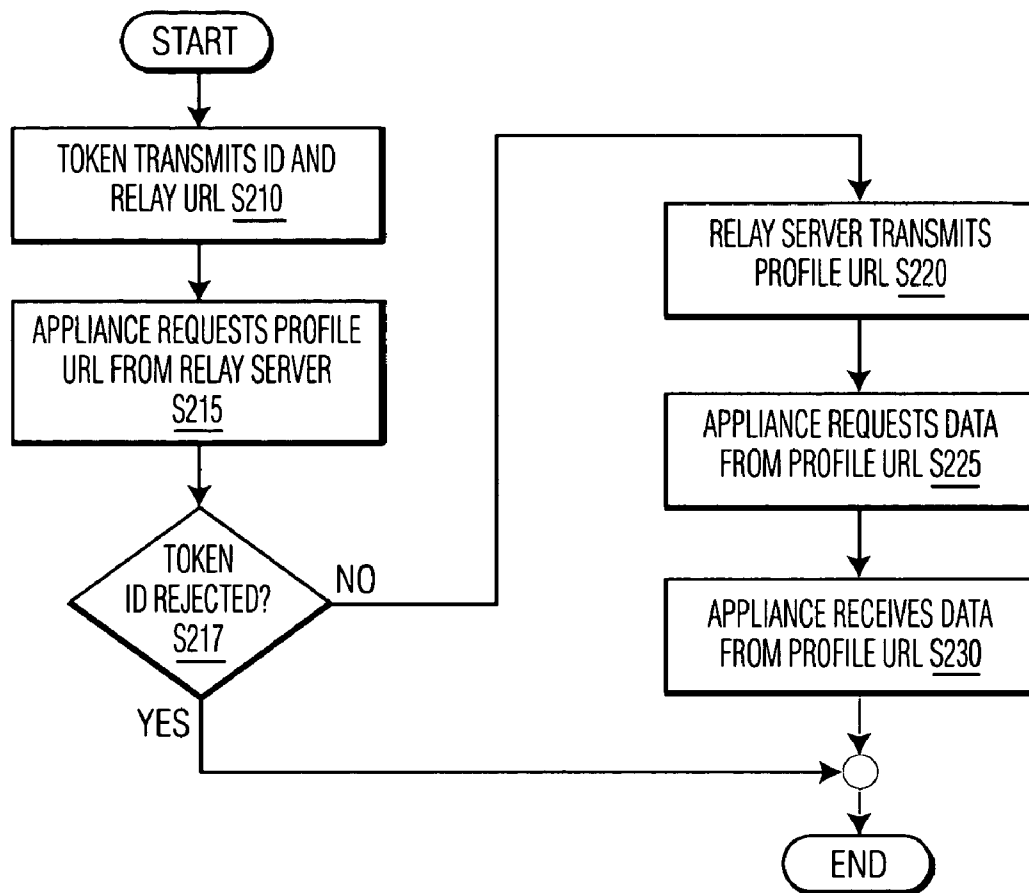 START
TOKEN TRANSMITS ID AND
RELAY URL S210
APPLIANCE REQUESTS PROFILE
URL FROM RELAY SERVER
S215
TOKEN
ID REJECTED?
S217
NO
YES
RELAY SERVER TRANSMITS
PROFILE URL S220
APPLIANCE REQUESTS DATA
FROM PROFILE URL S225
APPLIANCE RECEIVES DATA
FROM PROFILE URL S230
END